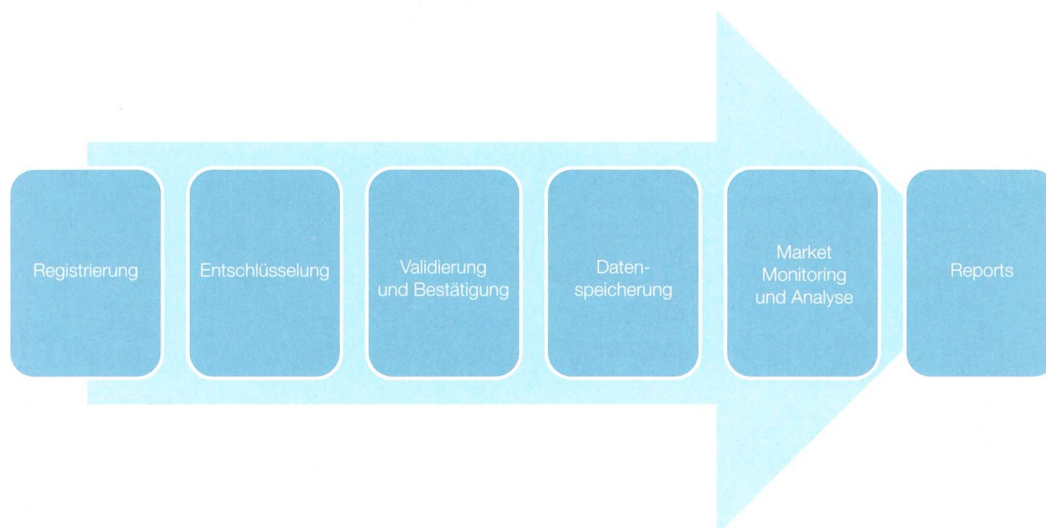 Registrierung
Entschlüsselung
Validierung
und Bestätigung
Daten-
speicherung
Market
Monitoring
und Analyse
Reports